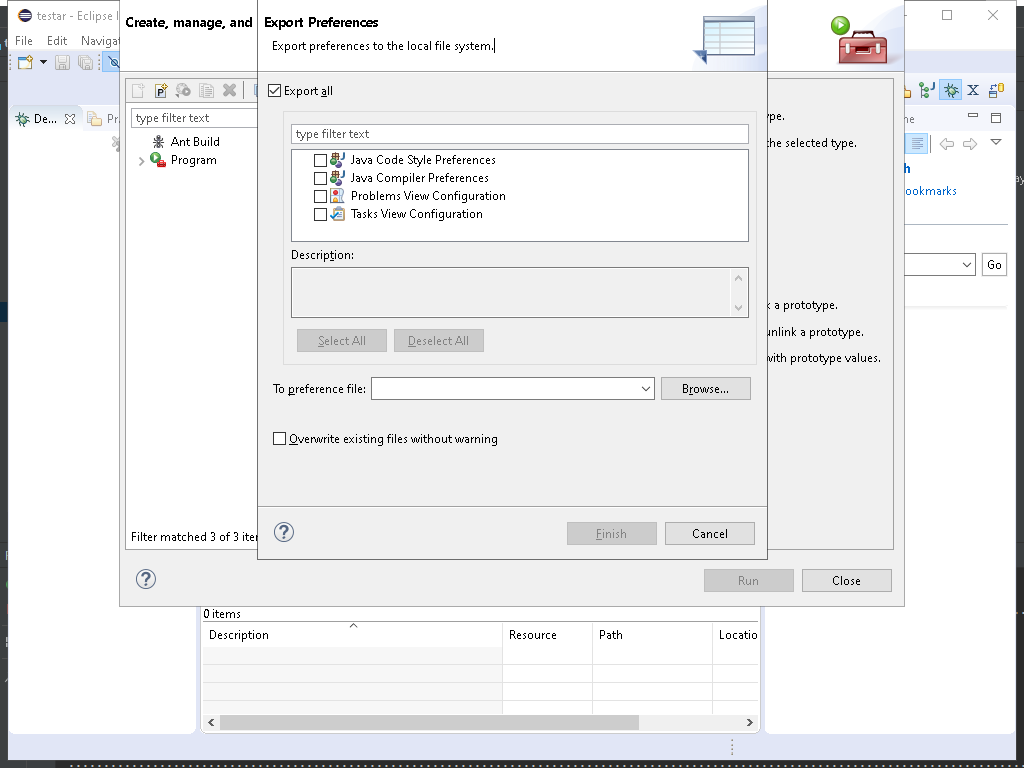 testar - Eclipse I
File Edit Navigat
Create, manage, and
Export Preferences
Export preferences to the local file system.
Export all
De...
Pr
type filter text
type filter text
Ant Build
Program
Java Code Style Preferences
Java Compiler Preferences
Problems View Configuration
Tasks View Configuration
Description:
Select All
Deselect All
To preference file:
Browse...
Overwrite existing files without warning
Filter matched 3 of 3 iter
Finish
Cancel
ype.
the selected type.
k a prototype.
unlink a prototype.
with prototype values.
Run
Close
ne
h
ookmarks
Go
0 items
Description Resource Path Locatio